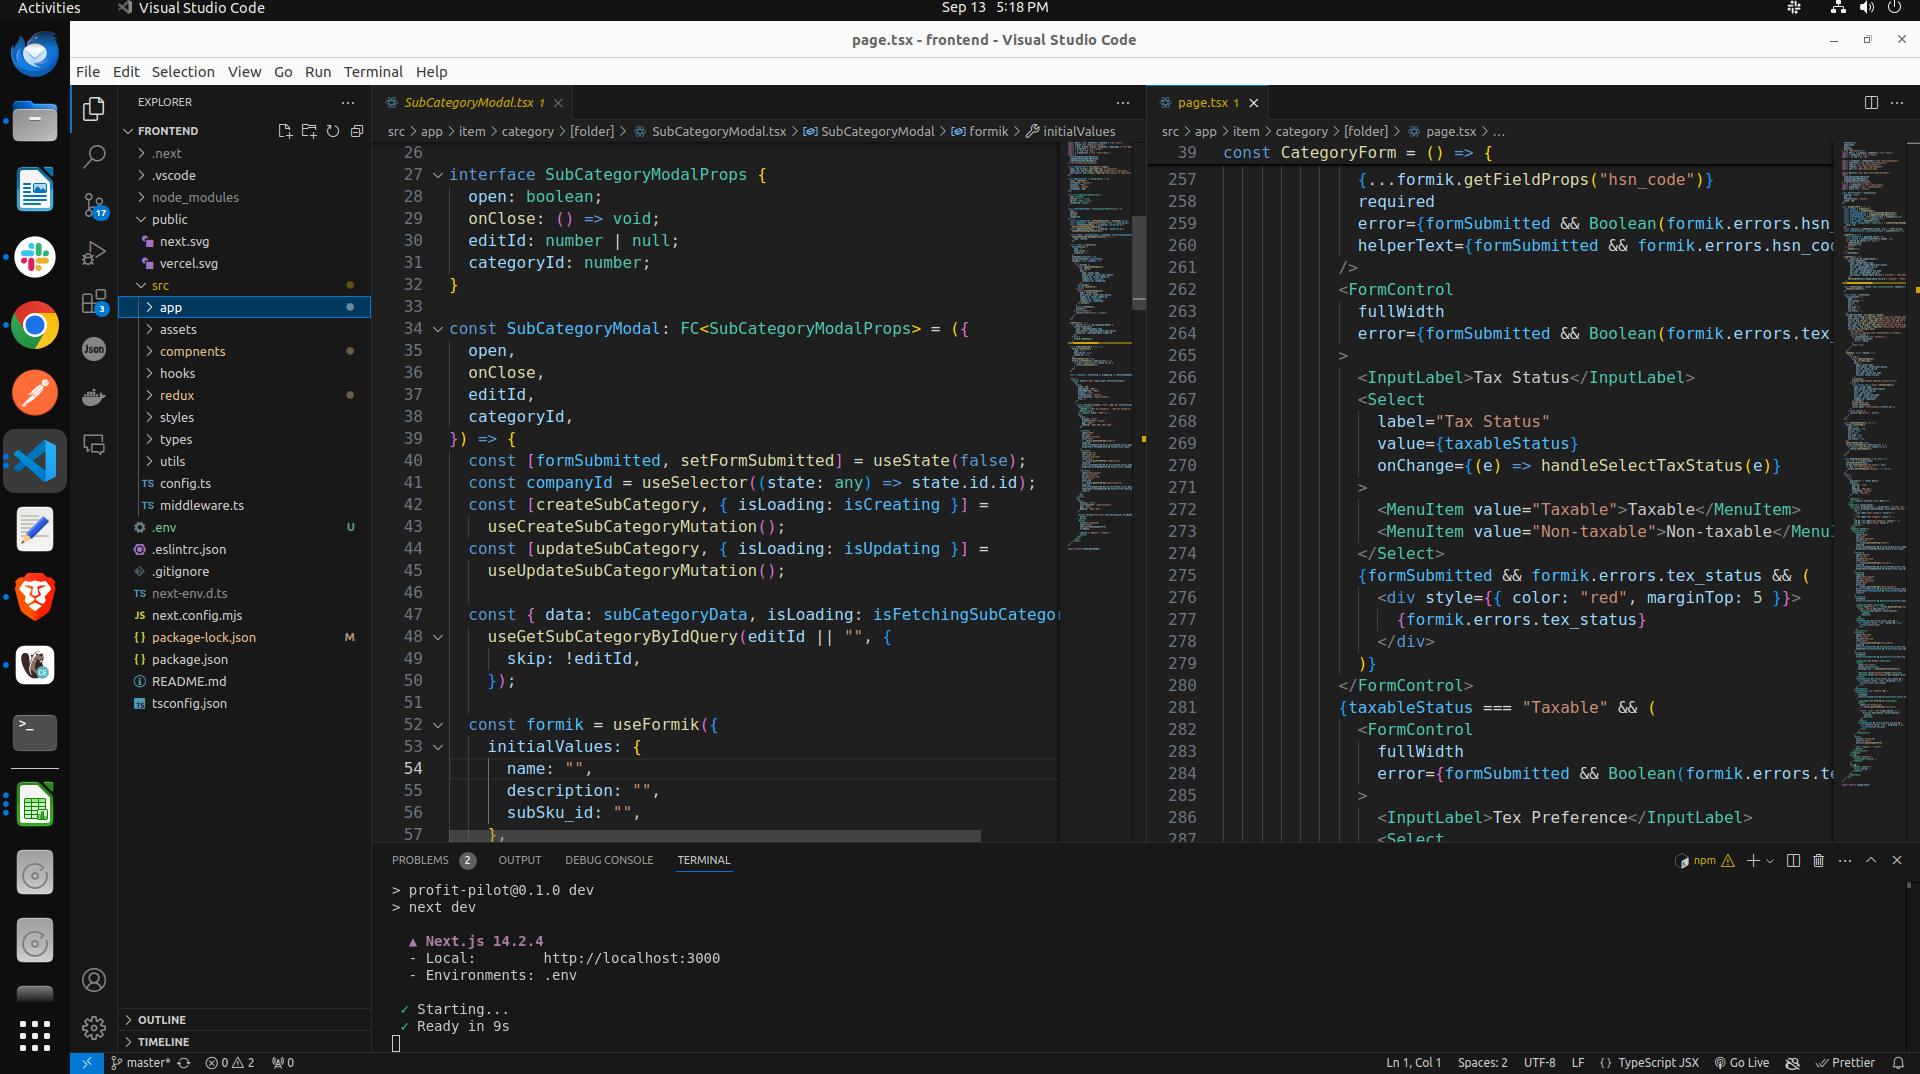 Activities
Visual Studio Code
Sep 13 5:18 PM
page.tsx - frontend - Visual Studio Code
File Edit Selection View Go Run Terminal Help
EXPLORER
FRONTEND
.next
.vscode
node_modules
public
next.svg
vercel.svg
src
app
assets
compnents
hooks
redux
styles
types
utils
TS config.ts
TS middleware.ts
.env U
.eslintrc.json
.gitignore
TS next-env.d.ts
JS next.config.mjs
{} package-lock.json M
{} package.json
README.md
tsconfig.json
OUTLINE
TIMELINE
17
3
Json
SubCategoryModal.tsx 1
src > app > item > category > [folder] > SubCategoryModal.tsx > SubCategoryModal > formik > initialValues
26
27 interface SubCategoryModalProps {
28 open: boolean;
29 onClose: () => void;
30 editId: number | null;
31 categoryId: number;
32 }
33
34 const SubCategoryModal: FC<SubCategoryModalProps> = ({
35 open,
36 onClose,
37 editId,
38 categoryId,
39 }) => {
40 const [formSubmitted, setFormSubmitted] = useState(false);
41 const companyId = useSelector((state: any) => state.id.id);
42 const [createSubCategory, { isLoading: isCreating }] =
43 useCreateSubCategoryMutation();
44 const [updateSubCategory, { isLoading: isUpdating }] =
45 useUpdateSubCategoryMutation();
46
47 const { data: subCategoryData, isLoading: isFetchingSubCategor
48 useGetSubCategoryByIdQuery(editId || "", {
49 skip: !editId,
50 });
51
52 const formik = useFormik({
53 initialValues: {
54 name: "",
55 description: "",
56 subSku_id: "",
57 },
page.tsx 1
src > app > item > category > [folder] > page.tsx > ...
39 const CategoryForm = () => {
257 {...formik.getFieldProps("hsn_code")}
258 required
259 error={formSubmitted && Boolean(formik.errors.hsn_
260 helperText={formSubmitted && formik.errors.hsn_cod
261 />
262 <FormControl
263 fullWidth
264 error={formSubmitted && Boolean(formik.errors.tex_
265 >
266 <InputLabel>Tax Status</InputLabel>
267 <Select
268 label="Tax Status"
269 value={taxableStatus}
270 onChange={(e) => handleSelectTaxStatus(e)}
271 >
272 <MenuItem value="Taxable">Taxable</MenuItem>
273 <MenuItem value="Non-taxable">Non-taxable</MenuI
274 </Select>
275 {formSubmitted && formik.errors.tex_status && (
276 <div style={{ color: "red", marginTop: 5 }}>
277 {formik.errors.tex_status}
278 </div>
279 )}
280 </FormControl>
281 {taxableStatus === "Taxable" && (
282 <FormControl
283 fullWidth
284 error={formSubmitted && Boolean(formik.errors.te
285 >
286 <InputLabel>Tex Preference</InputLabel>
287 <Select
PROBLEMS 2 OUTPUT DEBUG CONSOLE TERMINAL
npm
> profit-pilot@0.1.0 dev
> next dev
▲ Next.js 14.2.4
- Local: http://localhost:3000
- Environments: .env
✓ Starting...
✓ Ready in 9s
master* 0 2 0
Ln 1, Col 1 Spaces: 2 UTF-8 LF {} TypeScript JSX Go Live Prettier